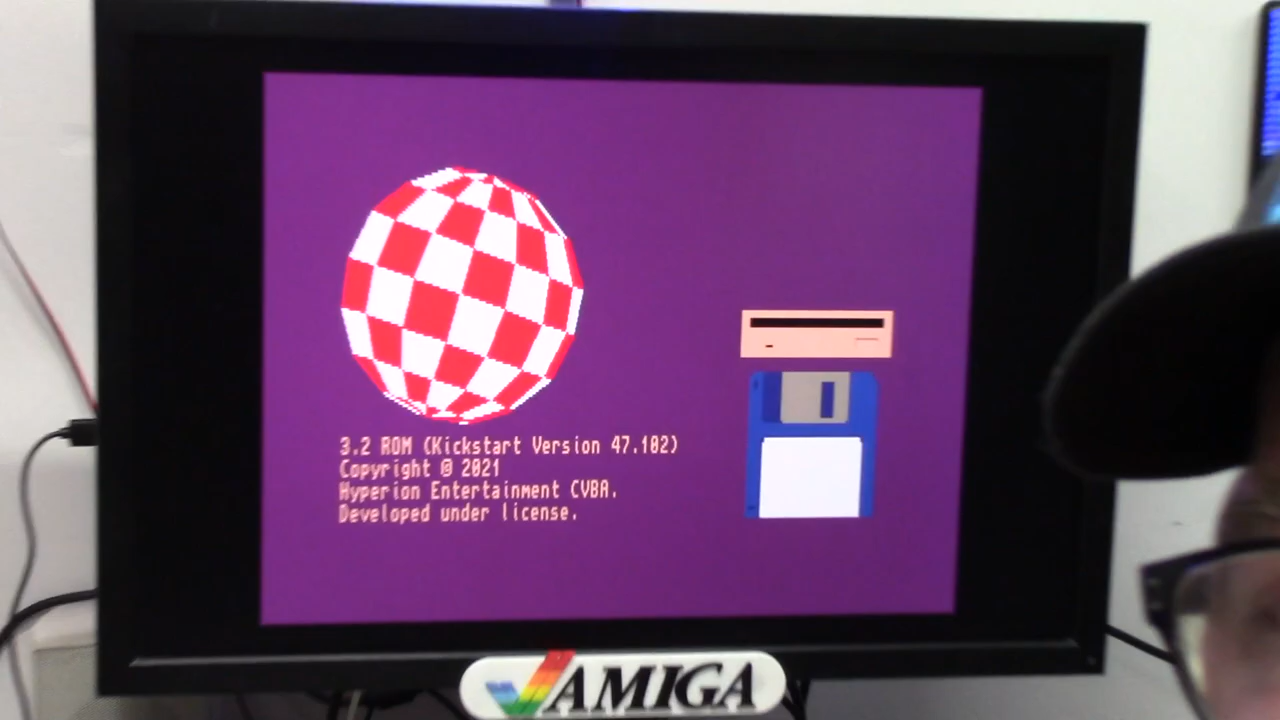 3.2 ROM (Kickstart Version 47.102)
Copyright © 2021
Hyperion Entertainment CVBA.
Developed under license.
AMIGA